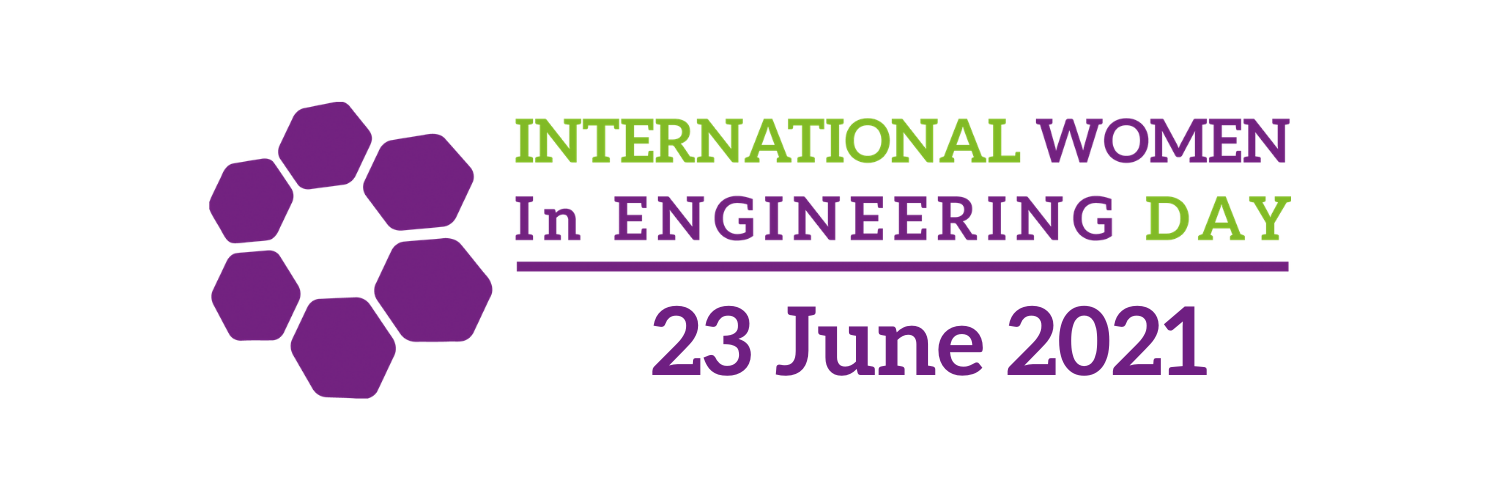 INTERNATIONAL WOMEN
In ENGINEERING DAY
23 June 2021